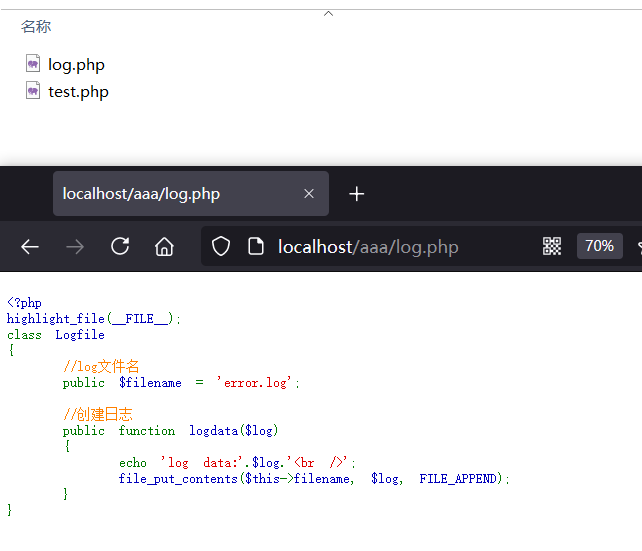 名称
log.php
test.php
localhost/aaa/log.php
localhost/aaa/log.php
70%
<?php
highlight_file(__FILE__);
class Logfile
{
//log文件名
public $filename = 'error.log';
//创建日志
public function logdata($log)
{
echo 'log data:'.$log.'<br />';
file_put_contents($this->filename, $log, FILE_APPEND);
}
}